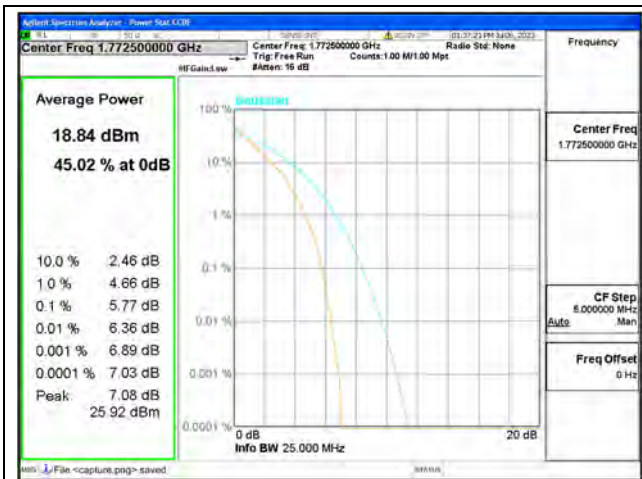 Agilent Spectrum Analyzer - Power Stat CCDF
Center Freq 1.772500000 GHz
Center Freq: 1.772500000 GHz
Radio Std: None
Trig: Free Run
Counts:1.00 M/1.00 Mpt
#IFGain:Low
#Atten: 16 dB
Frequency
Average Power
18.84 dBm
45.02 % at 0dB
10.0 % 2.46 dB
1.0 % 4.66 dB
0.1 % 5.77 dB
0.01 % 6.36 dB
0.001 % 6.89 dB
0.0001 % 7.03 dB
Peak 7.08 dB
25.92 dBm
Gaussian
100 %
10 %
1 %
0.1 %
0.01 %
0.001 %
0.0001 %
0 dB
20 dB
Info BW 25.000 MHz
Center Freq
1.772500000 GHz
CF Step
5.000000 MHz
Auto Man
Freq Offset
0 Hz
MSG
File <capture.png> saved
STATUS